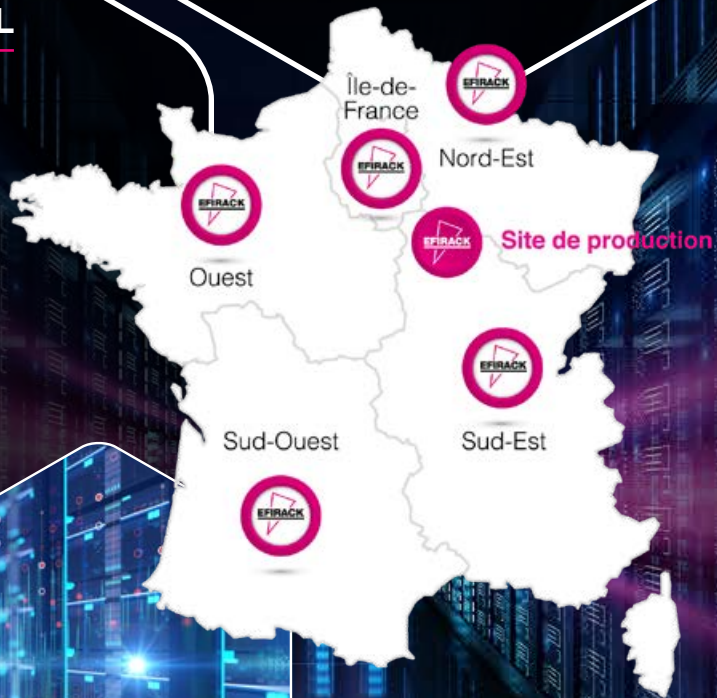 L
Île-de-
France
EFIRACK
EFIRACK
Nord-Est
EFIRACK
Ouest
EFIRACK
Site de production
EFIRACK
Sud-Est
Sud-Ouest
EFIRACK